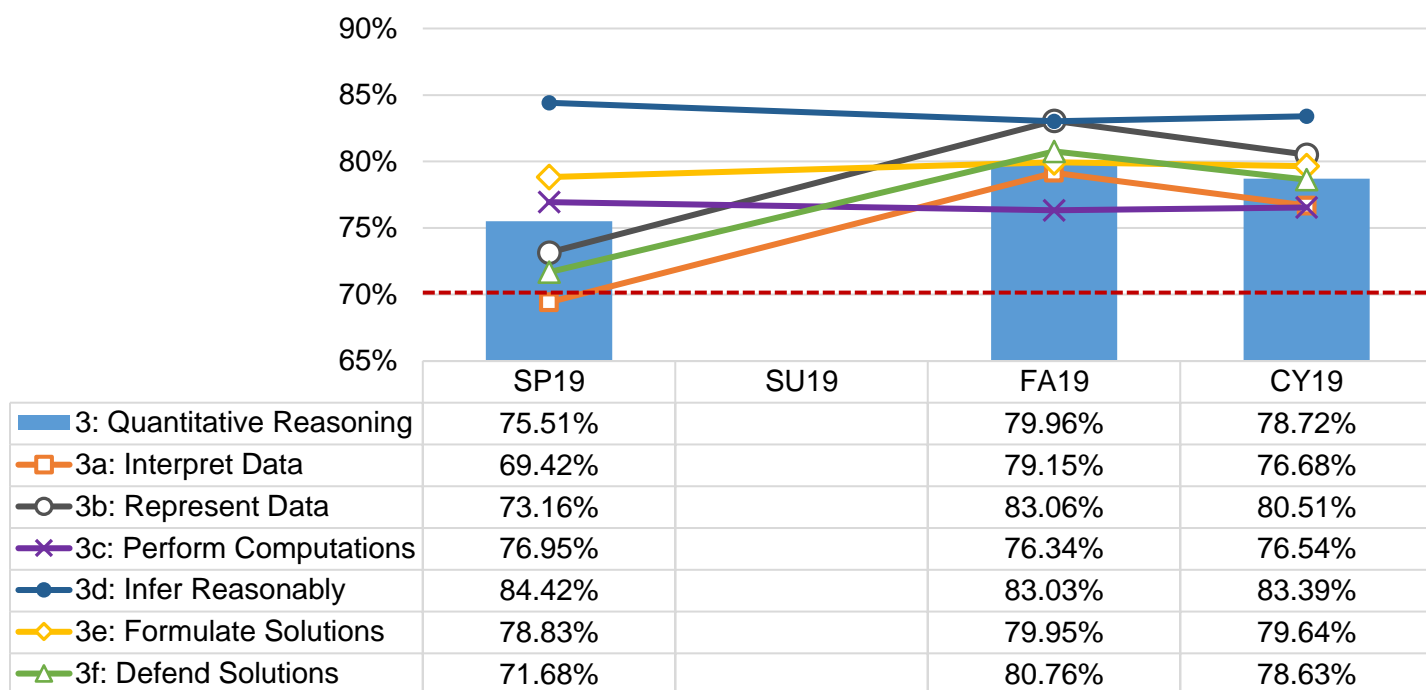 90%
85%
80%
75%
70%
65%
SP19 SU19 FA19 CY19
3: Quantitative Reasoning 75.51% 79.96% 78.72%
3a: Interpret Data 69.42% 79.15% 76.68%
3b: Represent Data 73.16% 83.06% 80.51%
3c: Perform Computations 76.95% 76.34% 76.54%
3d: Infer Reasonably 84.42% 83.03% 83.39%
3e: Formulate Solutions 78.83% 79.95% 79.64%
3f: Defend Solutions 71.68% 80.76% 78.63%